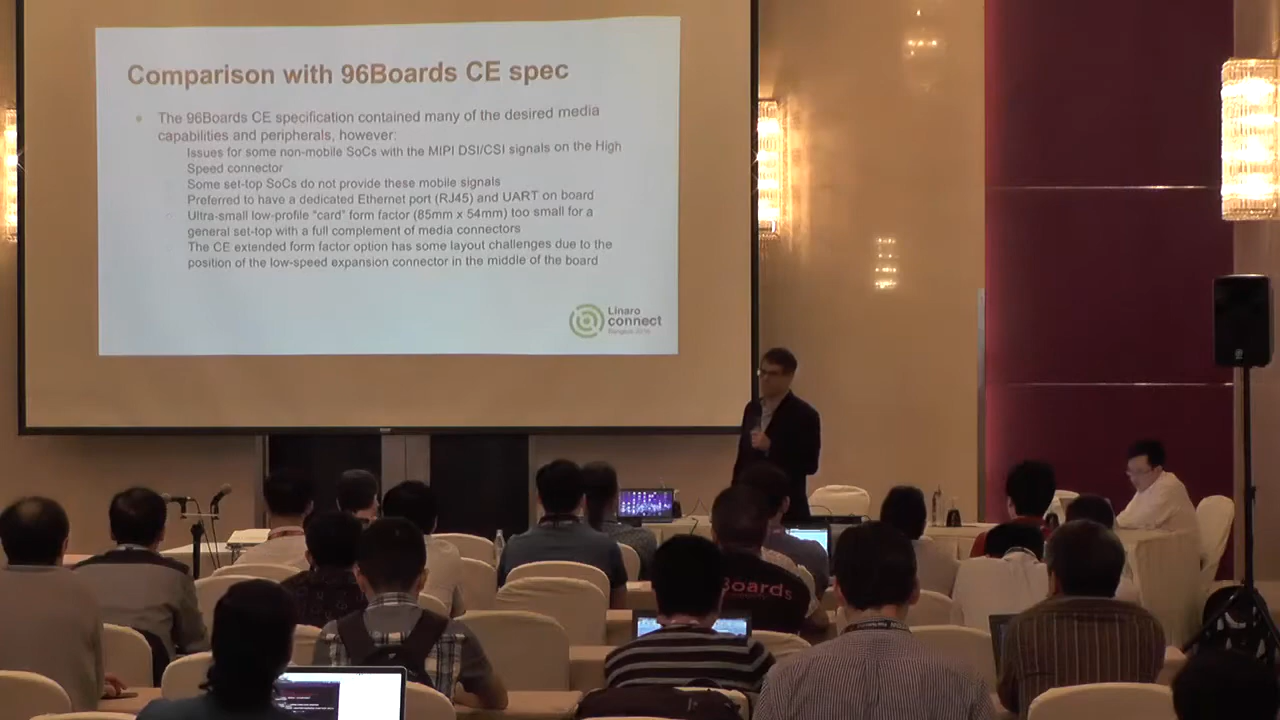 Comparison with 96Boards CE spec
The 96Boards CE specification contained many of the desired media
capabilities and peripherals, however:
Issues for some non-mobile SoCs with the MIPI DSI/CSI signals on the High
Speed connector
Some set-top SoCs do not provide these mobile signals
Preferred to have a dedicated Ethernet port (RJ45) and UART on board
Ultra-small low-profile "card" form factor (85mm x 54mm) too small for a
general set-top with a full complement of media connectors
The CE extended form factor option has some layout challenges due to the
position of the low-speed expansion connector in the middle of the board
Linaro
connect
Boards